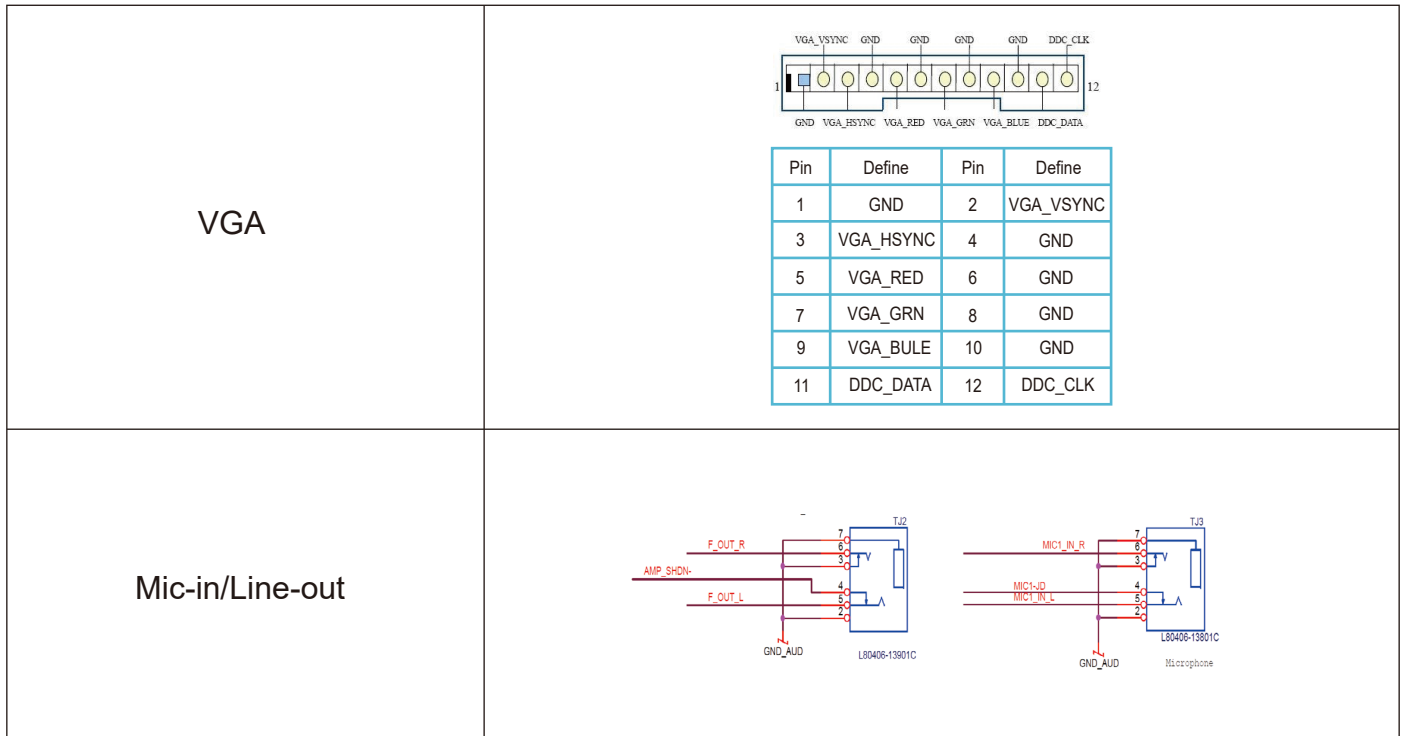 VGA
VGA_VSYNC GND GND GND GND DDC_CLK
1 12
GND VGA_HSYNC VGA_RED VGA_GRN VGA_BLUE DDC_DATA
Pin Define Pin Define
1 GND 2 VGA_VSYNC
3 VGA_HSYNC 4 GND
5 VGA_RED 6 GND
7 VGA_GRN 8 GND
9 VGA_BULE 10 GND
11 DDC_DATA 12 DDC_CLK
Mic-in/Line-out
TJ2
7
F_OUT_R 6
3
AMP_SHDN- 4
F_OUT_L 5
2
GND_AUD L80406-13901C
TJ3
7
MIC1_IN_R 6
3
MIC1-JD 4
MIC1_IN_L 5
2
L80406-13801C
GND_AUD Microphone